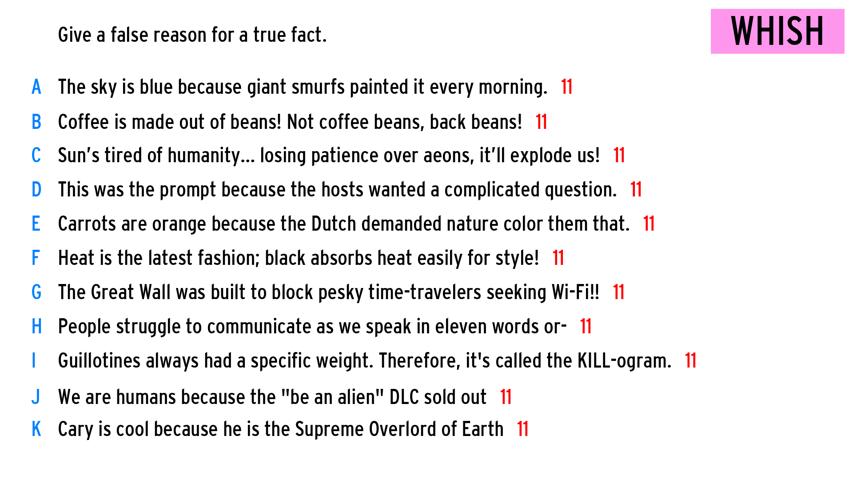 Give a false reason for a true fact.
WHISH
A The sky is blue because giant smurfs painted it every morning. 11
B Coffee is made out of beans! Not coffee beans, back beans! 11
C Sun's tired of humanity... losing patience over aeons, it'll explode us! 11
D This was the prompt because the hosts wanted a complicated question. 11
E Carrots are orange because the Dutch demanded nature color them that. 11
F Heat is the latest fashion; black absorbs heat easily for style! 11
G The Great Wall was built to block pesky time-travelers seeking Wi-Fi!! 11
H People struggle to communicate as we speak in eleven words or- 11
I Guillotines always had a specific weight. Therefore, it's called the KILL-ogram. 11
J We are humans because the "be an alien" DLC sold out 11
K Cary is cool because he is the Supreme Overlord of Earth 11